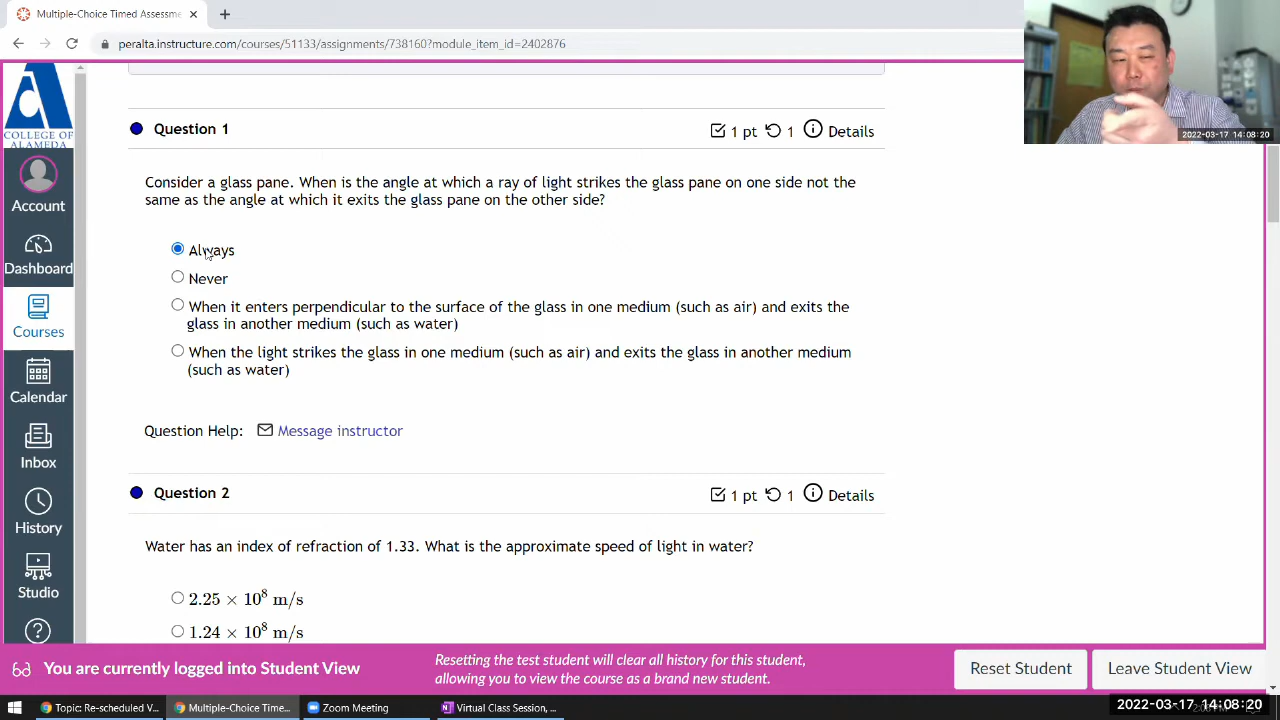 Multiple-Choice Timed Assessme
peralta.instructure.com/courses/51133/assignments/738160?module_item_id=2402876
2022-03-17 14:08:20
COLLEGE OF
ALAMEDA
Account
Dashboard
Courses
Calendar
Inbox
History
Studio
Question 1
1 pt
1
Details
Consider a glass pane. When is the angle at which a ray of light strikes the glass pane on one side not the
same as the angle at which it exits the glass pane on the other side?
Always
Never
When it enters perpendicular to the surface of the glass in one medium (such as air) and exits the
glass in another medium (such as water)
When the light strikes the glass in one medium (such as air) and exits the glass in another medium
(such as water)
Question Help: Message instructor
Question 2
1 pt
1
Details
Water has an index of refraction of 1.33. What is the approximate speed of light in water?
2.25 × 10⁸ m/s
1.24 × 10⁸ m/s
You are currently logged into Student View
Resetting the test student will clear all history for this student,
allowing you to view the course as a brand new student.
Reset Student
Leave Student View
Topic: Re-scheduled V...
Multiple-Choice Time...
Zoom Meeting
Virtual Class Session, ...
2022-03-17 14:08:20